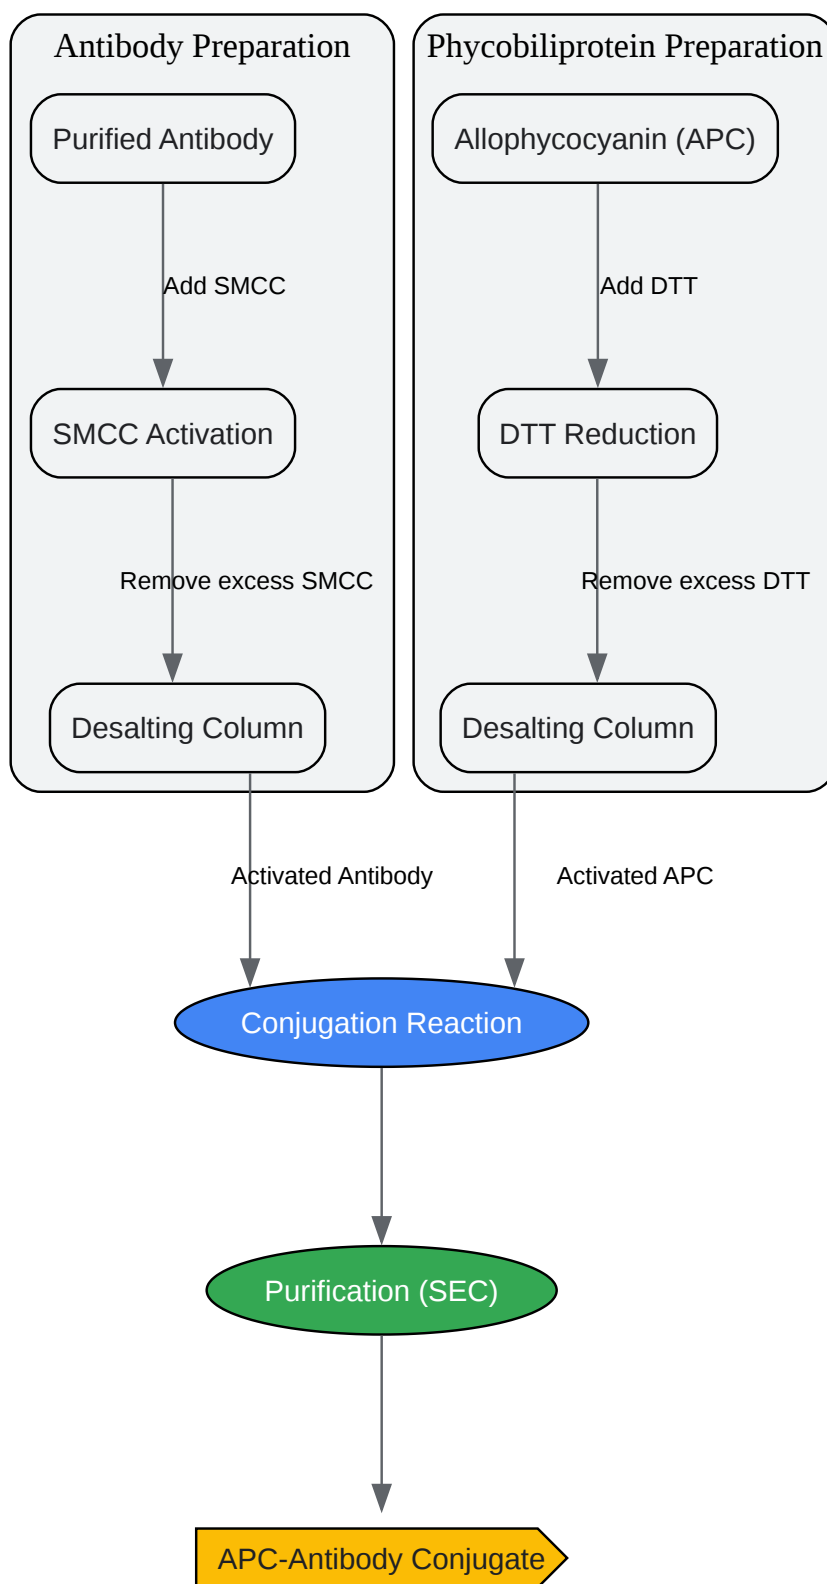 Antibody Preparation
Purified Antibody
Add SMCC
SMCC Activation
Remove excess SMCC
Desalting Column
Phycobiliprotein Preparation
Allophycocyanin (APC)
Add DTT
DTT Reduction
Remove excess DTT
Desalting Column
Activated Antibody
Activated APC
Conjugation Reaction
Purification (SEC)
APC-Antibody Conjugate